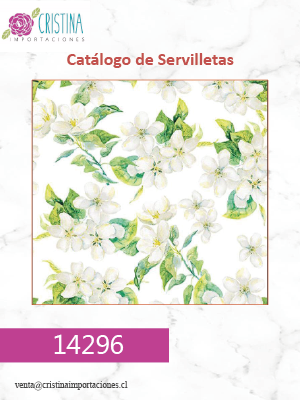 CRISTINA
IMPORTACIONES
Catálogo de Servilletas
14296
venta@cristinaimportaciones.cl